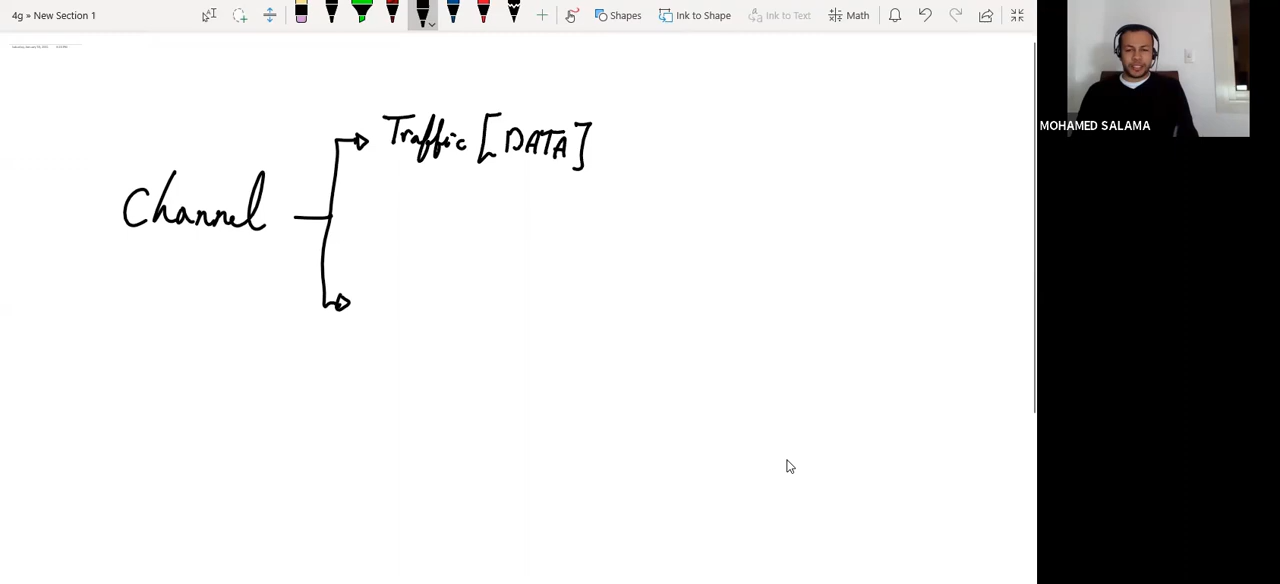 4g » New Section 1
Shapes
Ink to Shape
Ink to Text
Math
MOHAMED SALAMA
Traffic [DATA]
Channel